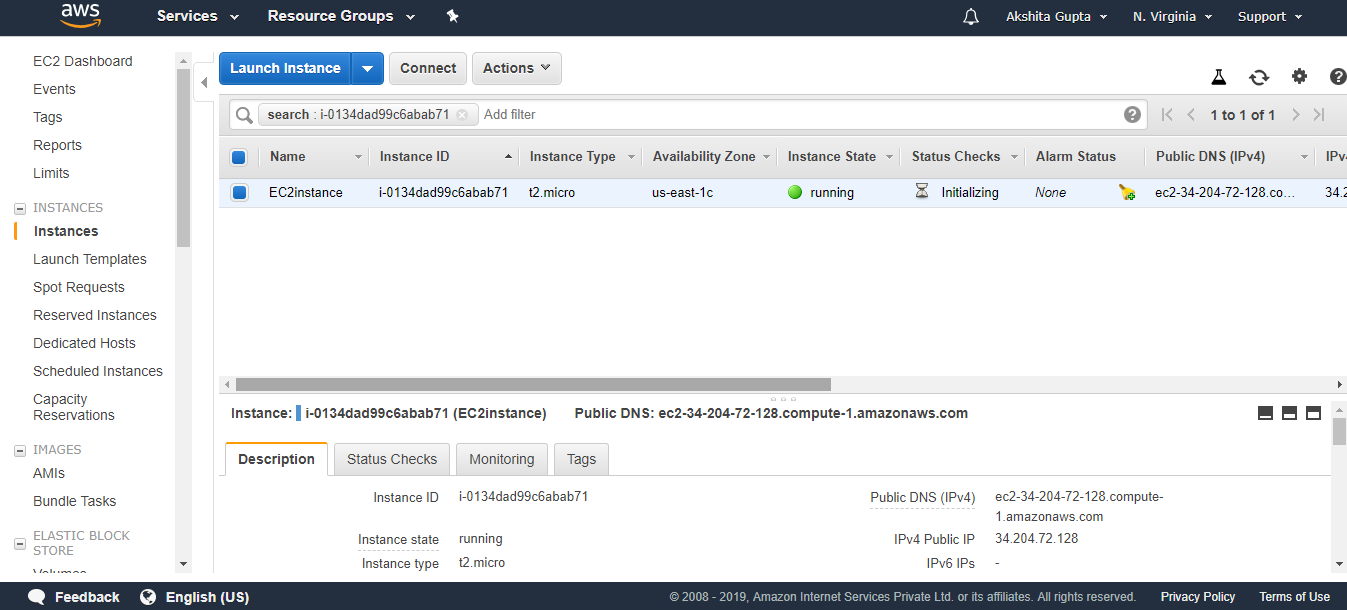 aws Services Resource Groups Akshita Gupta N. Virginia Support
EC2 Dashboard
Events
Tags
Reports
Limits
INSTANCES
Instances
Launch Templates
Spot Requests
Reserved Instances
Dedicated Hosts
Scheduled Instances
Capacity
Reservations
IMAGES
AMIs
Bundle Tasks
ELASTIC BLOCK
STORE
Launch Instance Connect Actions
search : i-0134dad99c6abab71 Add filter 1 to 1 of 1
Name Instance ID Instance Type Availability Zone Instance State Status Checks Alarm Status Public DNS (IPv4)
EC2instance i-0134dad99c6abab71 t2.micro us-east-1c running Initializing None ec2-34-204-72-128.co... 34.2
Instance: i-0134dad99c6abab71 (EC2instance) Public DNS: ec2-34-204-72-128.compute-1.amazonaws.com
Description Status Checks Monitoring Tags
Instance ID i-0134dad99c6abab71 Public DNS (IPv4) ec2-34-204-72-128.compute-
1.amazonaws.com
Instance state running IPv4 Public IP 34.204.72.128
Instance type t2.micro IPv6 IPs -
Feedback English (US) © 2008 - 2019, Amazon Internet Services Private Ltd. or its affiliates. All rights reserved. Privacy Policy Terms of Use